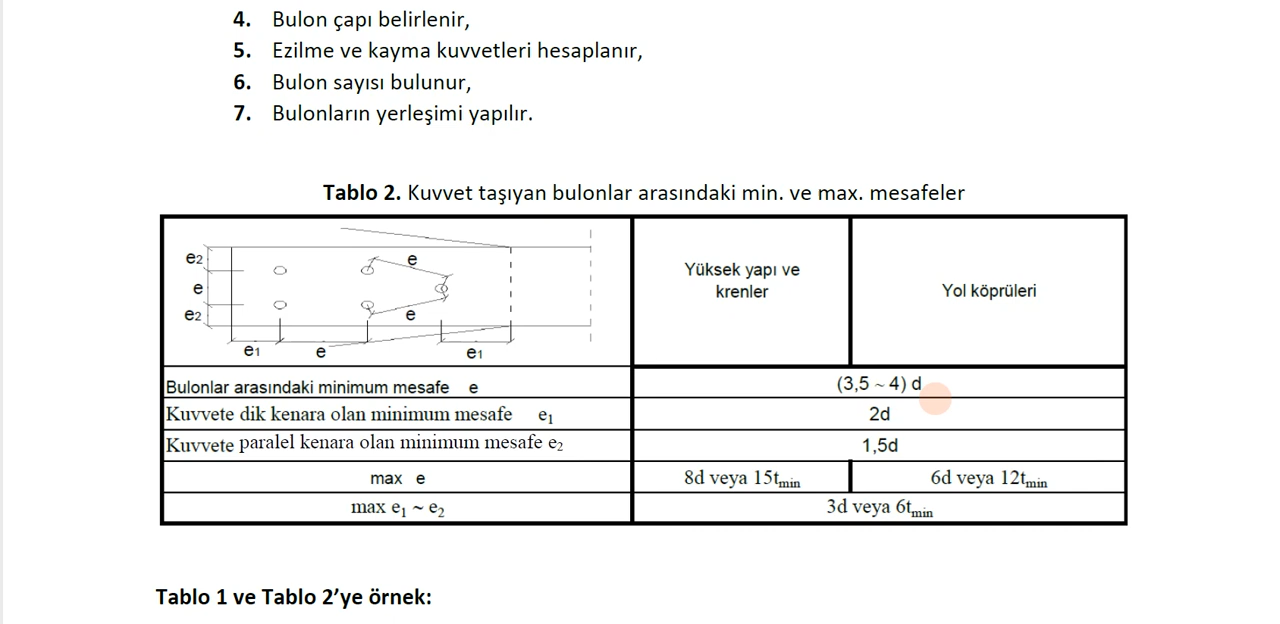 4. Bulon çapı belirlenir,
5. Ezilme ve kayma kuvvetleri hesaplanır,
6. Bulon sayısı bulunur,
7. Bulonların yerleşimi yapılır.
Tablo 2. Kuvvet taşıyan bulonlar arasındaki min. ve max. mesafeler
e2
e
e2
e
e
e1
e
e1
Yüksek yapı ve
krenler
Yol köprüleri
Bulonlar arasındaki minimum mesafe e
(3,5 ~ 4) d
Kuvvete dik kenara olan minimum mesafe e1
2d
Kuvvete paralel kenara olan minimum mesafe e2
1,5d
max e
8d veya 15tmin
6d veya 12tmin
max e1 ~ e2
3d veya 6tmin
Tablo 1 ve Tablo 2’ye örnek: